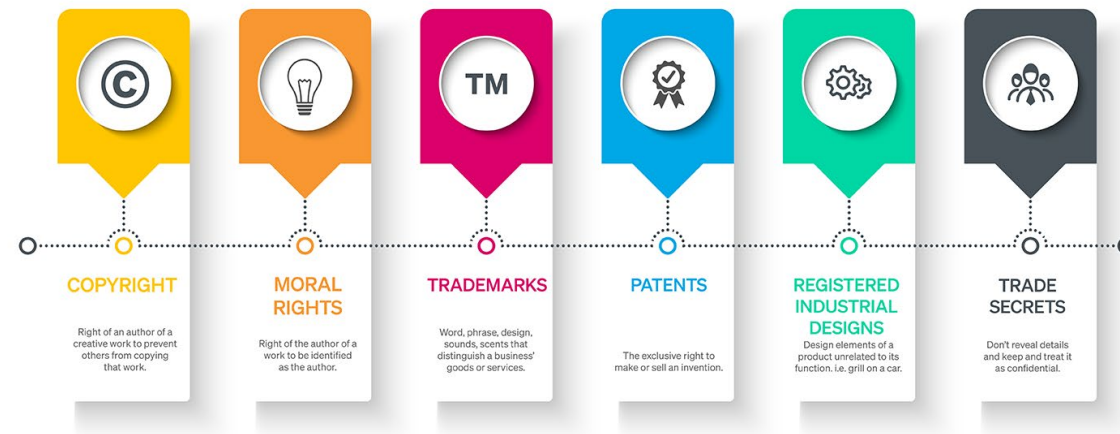 ©
TM
COPYRIGHT
Right of an author of a
creative work to prevent
others from copying
that work.
MORAL
RIGHTS
Right of the author of a
work to be identified
as the author.
TRADEMARKS
Word, phrase, design,
sounds, scents that
distinguish a business'
goods or services.
PATENTS
The exclusive right to
make or sell an invention.
REGISTERED
INDUSTRIAL
DESIGNS
Design elements of a
product unrelated to its
function. i.e. grill on a car.
TRADE
SECRETS
Don't reveal details
and keep and treat it
as confidential.